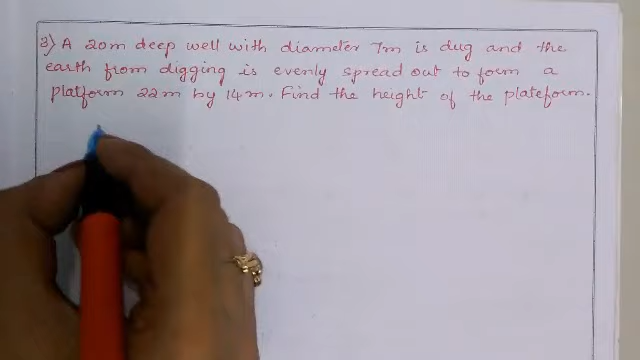 3) A 20m deep well with diameter 7m is dug and the
earth from digging is evenly spread out to form a
platform 22m by 14m. Find the height of the plateform.